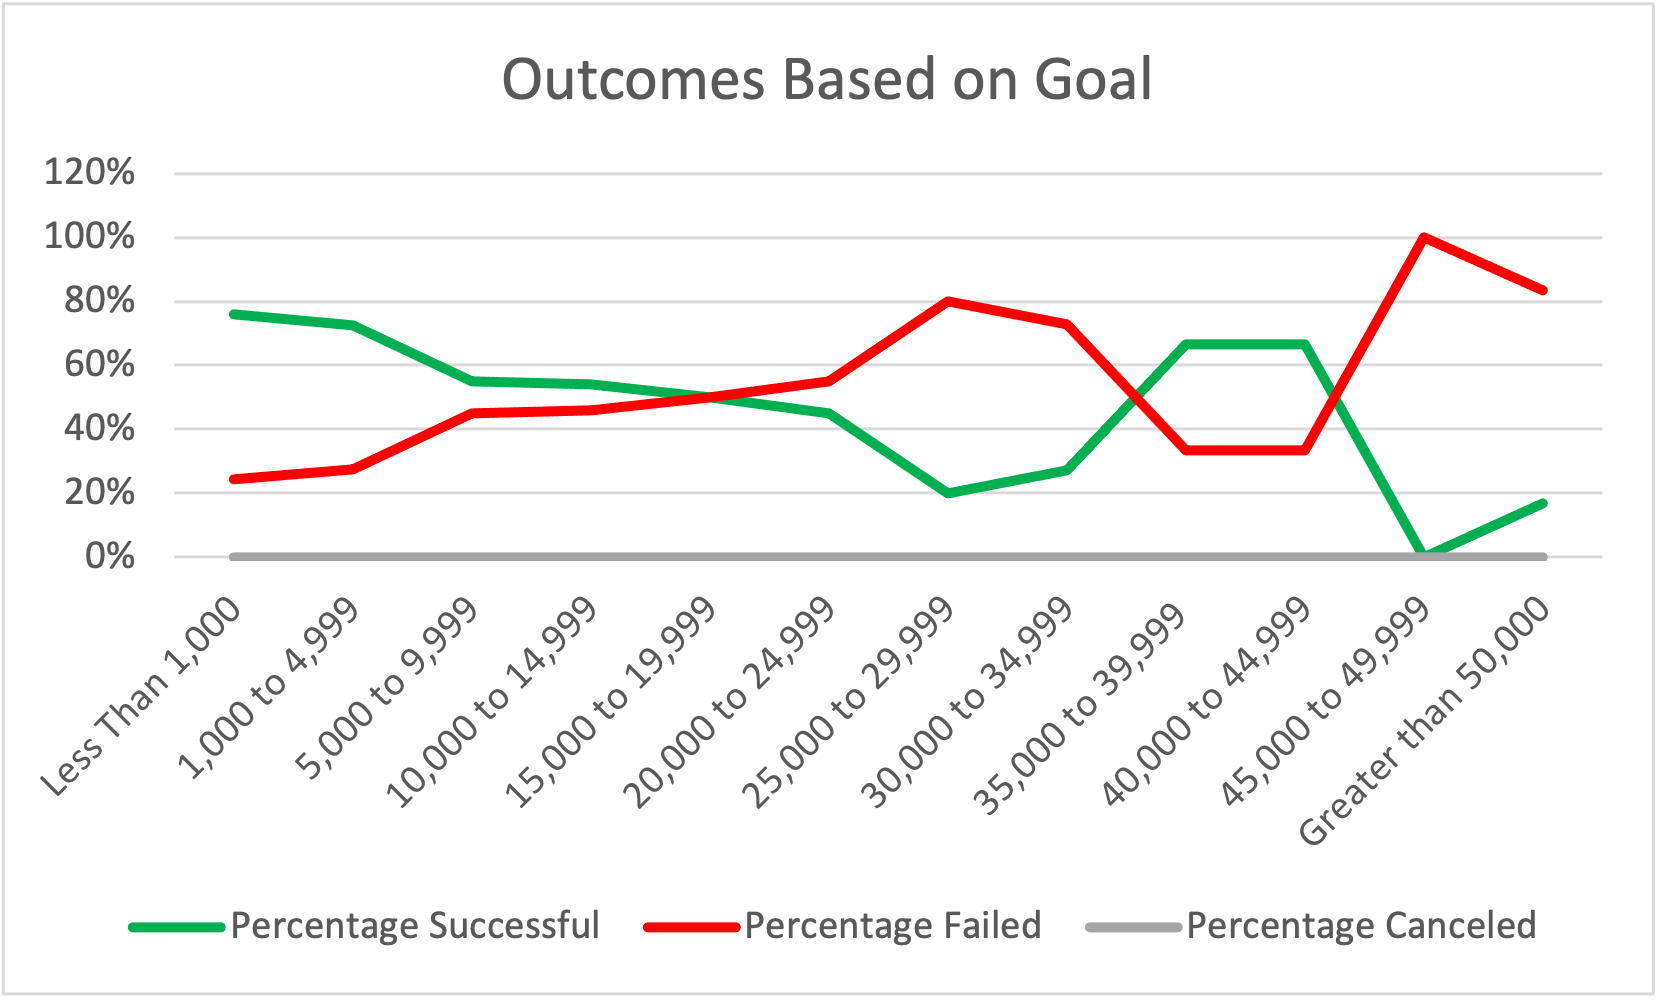 Outcomes Based on Goal
120%
100%
80%
60%
40%
20%
0%
Less Than 1,000
1,000 to 4,999
5,000 to 9,999
10,000 to 14,999
15,000 to 19,999
20,000 to 24,999
25,000 to 29,999
30,000 to 34,999
35,000 to 39,999
40,000 to 44,999
45,000 to 49,999
Greater than 50,000
Percentage Successful
Percentage Failed
Percentage Canceled